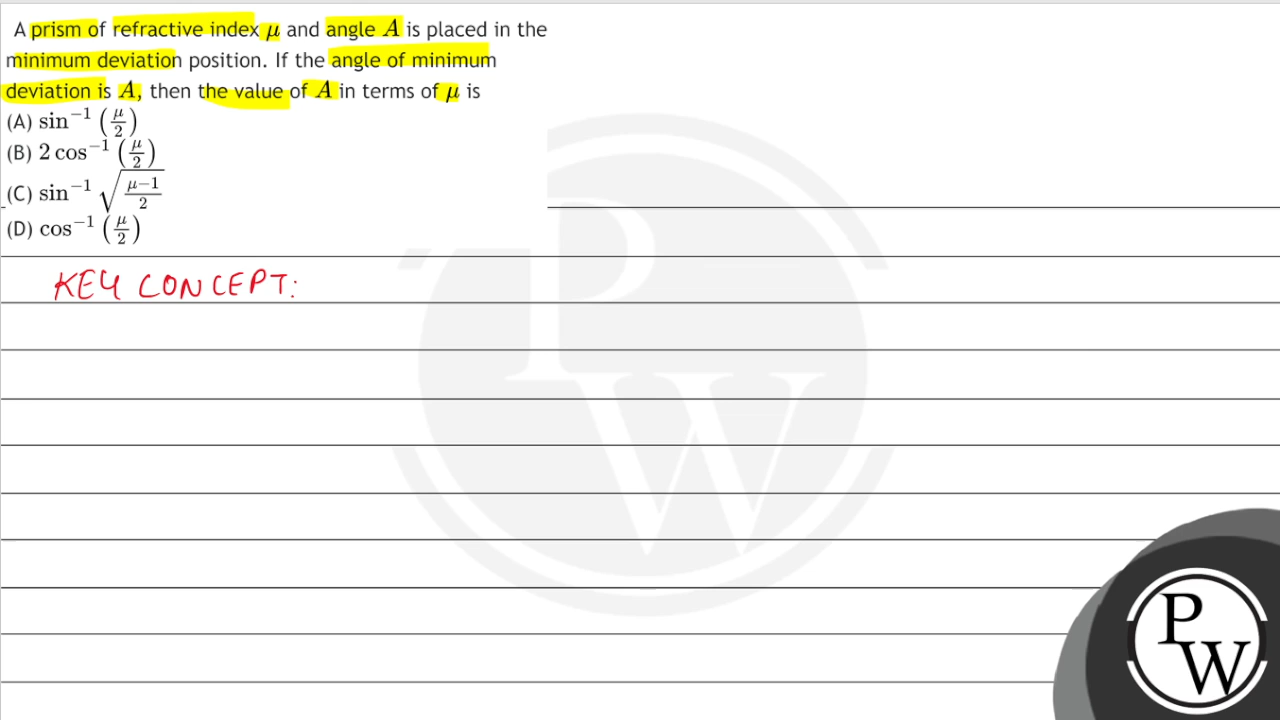 A prism of refractive index μ and angle A is placed in the
minimum deviation position. If the angle of minimum
deviation is A, then the value of A in terms of μ is
(A) sin⁻¹ (μ/2)
(B) 2 cos⁻¹ (μ/2)
(C) sin⁻¹ √((μ−1)/2)
(D) cos⁻¹ (μ/2)
KEY CONCEPT:
PW
PW